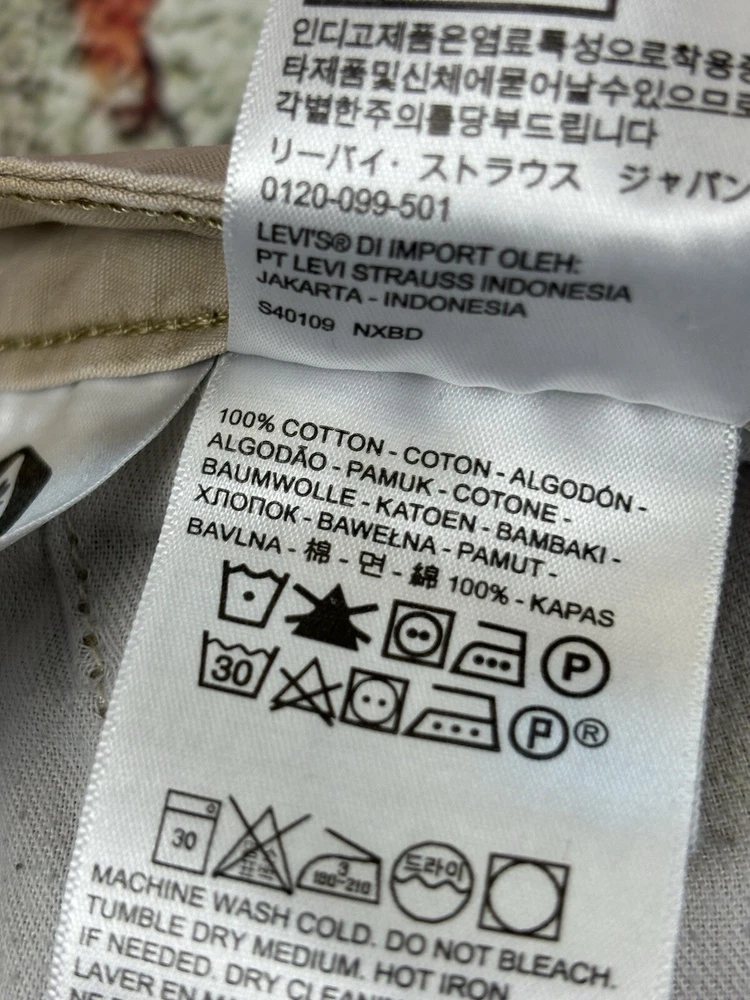 인디고제품은염료특성으로착용중
타제품및신체에묻어날수있으므로
각별한주의를당부드립니다
リーバイ・ ストラウス ジャパン
0120-099-501
LEVI'S® DI IMPORT OLEH:
PT LEVI STRAUSS INDONESIA
JAKARTA - INDONESIA
S40109 NXBD
100% COTTON - COTON - ALGODÓN -
ALGODÃO - PAMUK - COTONE -
BAUMWOLLE - KATOEN - BAMBAKI -
ХЛОПОК - BAWEŁNA - PAMUT -
BAVLNA - 棉 - 면 - 綿 100% - KAPAS
P
30 P ®
30 3 180~210 드라이
MACHINE WASH COLD. DO NOT BLEACH.
TUMBLE DRY MEDIUM. HOT IRON
IF NEEDED. DRY CLEAN
LAVER EN M